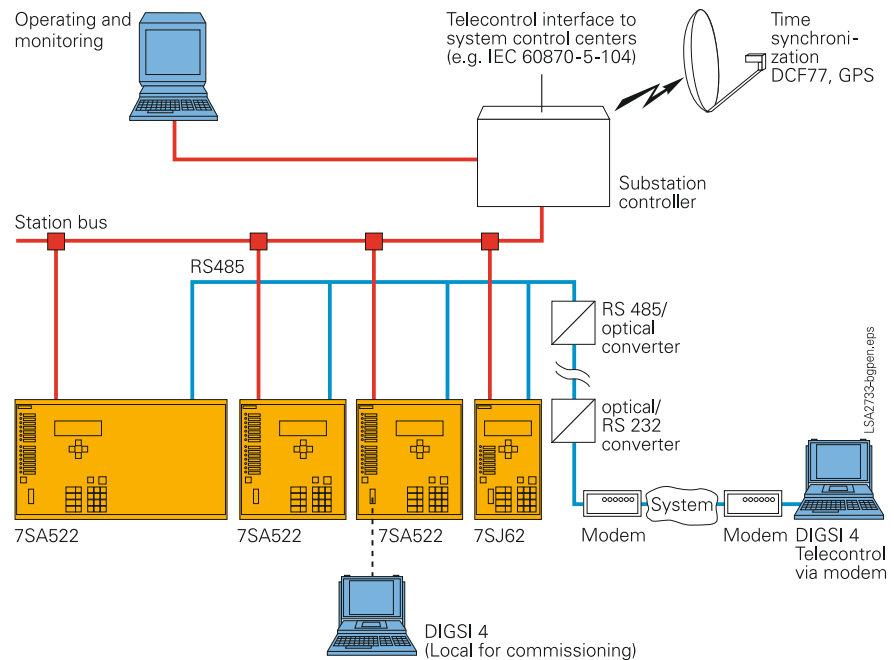 Operating and
monitoring
Telecontrol interface to
system control centers
(e.g. IEC 60870-5-104)
Time
synchroni-
zation
DCF77, GPS
Substation
controller
Station bus
RS485
RS 485/
optical
converter
optical/
RS 232
converter
LSA2733-bgpen.eps
7SA522
7SA522
7SA522
7SJ62
Modem
System
Modem
DIGSI 4
Telecontrol
via modem
DIGSI 4
(Local for commissioning)